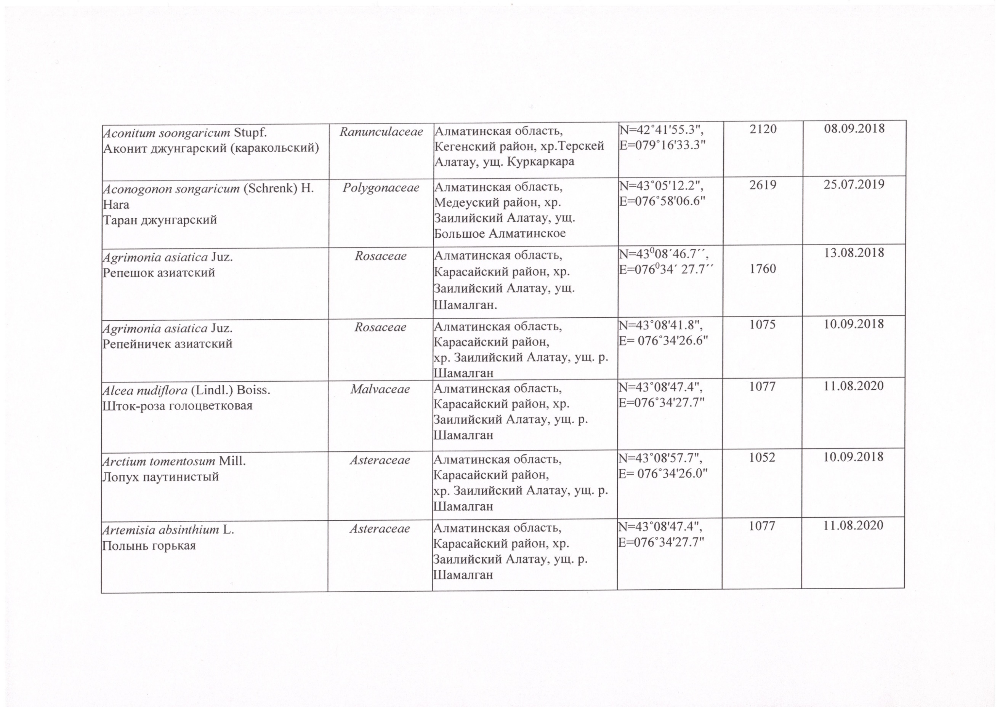 Aconitum soongaricum Stupf.
Аконит джунгарский (каракольский)
Ranunculaceae
Алматинская область,
Кегенский район, хр.Терскей
Алатау, ущ. Куркаркара
N=42°41'55.3",
E=079°16'33.3"
2120
08.09.2018
Aconogonon songaricum (Schrenk) H.
Hara
Таран джунгарский
Polygonaceae
Алматинская область,
Медеуский район, хр.
Заилийский Алатау, ущ.
Большое Алматинское
N=43°05'12.2",
E=076°58'06.6"
2619
25.07.2019
Agrimonia asiatica Juz.
Репешок азиатский
Rosaceae
Алматинская область,
Карасайский район, хр.
Заилийский Алатау, ущ.
Шамалган.
N=43⁰08´46.7´´,
E=076⁰34´ 27.7´´
1760
13.08.2018
Agrimonia asiatica Juz.
Репейничек азиатский
Rosaceae
Алматинская область,
Карасайский район,
хр. Заилийский Алатау, ущ. р.
Шамалган
N=43°08'41.8",
E= 076°34'26.6"
1075
10.09.2018
Alcea nudiflora (Lindl.) Boiss.
Шток-роза голоцветковая
Malvaceae
Алматинская область,
Карасайский район, хр.
Заилийский Алатау, ущ. р.
Шамалган
N=43°08'47.4",
E=076°34'27.7"
1077
11.08.2020
Arctium tomentosum Mill.
Лопух паутинистый
Asteraceae
Алматинская область,
Карасайский район,
хр. Заилийский Алатау, ущ. р.
Шамалган
N=43°08'57.7",
E= 076°34'26.0"
1052
10.09.2018
Artemisia absinthium L.
Полынь горькая
Asteraceae
Алматинская область,
Карасайский район, хр.
Заилийский Алатау, ущ. р.
Шамалган
N=43°08'47.4",
E=076°34'27.7"
1077
11.08.2020